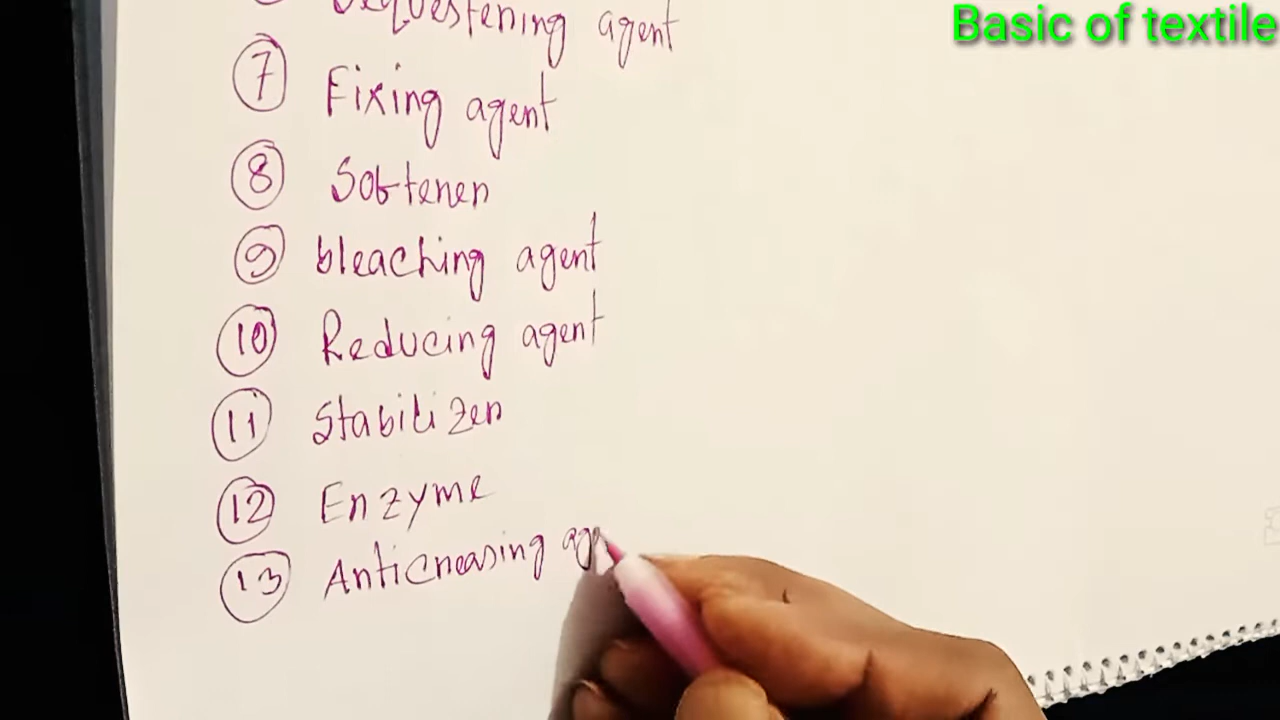 Basic of textile
Sequestering agent
7 Fixing agent
8 Softener
9 bleaching agent
10 Reducing agent
11 Stabilizer
12 Enzyme
13 Anticreasing age